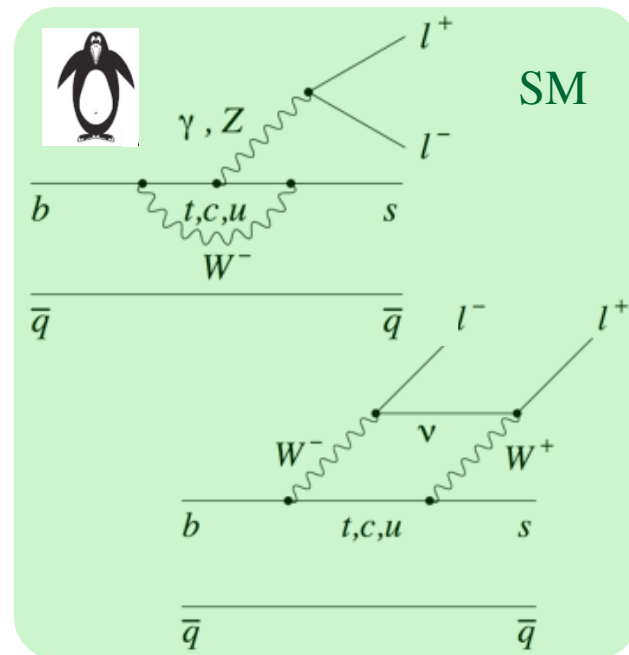 SM
l⁺
γ , Z
l⁻
b t,c,u s
W⁻
q̅ q̅
l⁻ l⁺
W⁻ ν W⁺
b t,c,u s
q̅ q̅